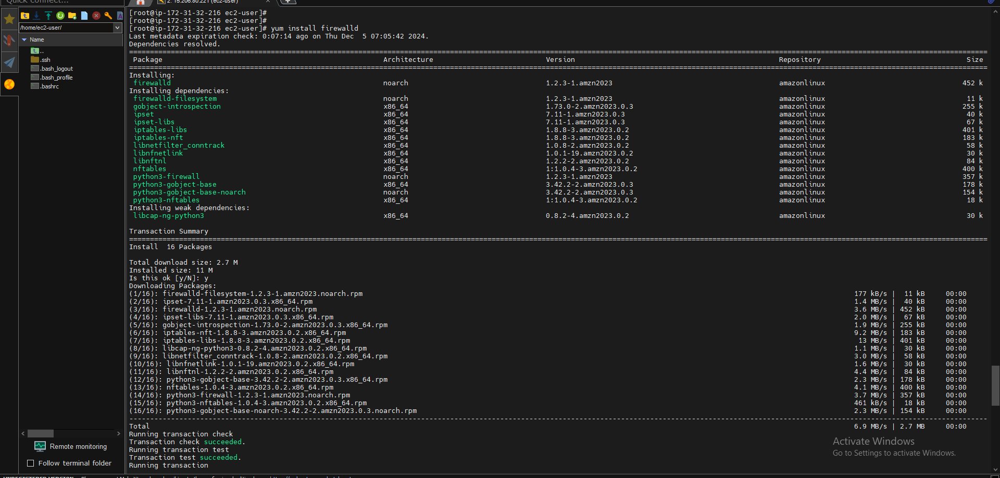 Quick connect...
2. 15.206.80.221 (ec2-user)
/home/ec2-user/
Name
..
.ssh
.bash_logout
.bash_profile
.bashrc
[root@ip-172-31-32-216 ec2-user]#
[root@ip-172-31-32-216 ec2-user]#
[root@ip-172-31-32-216 ec2-user]# yum install firewalld
Last metadata expiration check: 0:07:14 ago on Thu Dec  5 07:05:42 2024.
Dependencies resolved.
Package Architecture Version Repository Size
Installing:
firewalld noarch 1.2.3-1.amzn2023 amazonlinux 452 k
Installing dependencies:
firewalld-filesystem noarch 1.2.3-1.amzn2023 amazonlinux 11 k
gobject-introspection x86_64 1.73.0-2.amzn2023.0.3 amazonlinux 255 k
ipset x86_64 7.11-1.amzn2023.0.3 amazonlinux 40 k
ipset-libs x86_64 7.11-1.amzn2023.0.3 amazonlinux 67 k
iptables-libs x86_64 1.8.8-3.amzn2023.0.2 amazonlinux 401 k
iptables-nft x86_64 1.8.8-3.amzn2023.0.2 amazonlinux 183 k
libnetfilter_conntrack x86_64 1.0.8-2.amzn2023.0.2 amazonlinux 58 k
libnfnetlink x86_64 1.0.1-19.amzn2023.0.2 amazonlinux 30 k
libnftnl x86_64 1.2.2-2.amzn2023.0.2 amazonlinux 84 k
nftables x86_64 1:1.0.4-3.amzn2023.0.2 amazonlinux 400 k
python3-firewall noarch 1.2.3-1.amzn2023 amazonlinux 357 k
python3-gobject-base x86_64 3.42.2-2.amzn2023.0.3 amazonlinux 178 k
python3-gobject-base-noarch noarch 3.42.2-2.amzn2023.0.3 amazonlinux 154 k
python3-nftables x86_64 1:1.0.4-3.amzn2023.0.2 amazonlinux 18 k
Installing weak dependencies:
libcap-ng-python3 x86_64 0.8.2-4.amzn2023.0.2 amazonlinux 30 k
Transaction Summary
Install  16 Packages
Total download size: 2.7 M
Installed size: 11 M
Is this ok [y/N]: y
Downloading Packages:
(1/16): firewalld-filesystem-1.2.3-1.amzn2023.noarch.rpm 177 kB/s |  11 kB 00:00
(2/16): ipset-7.11-1.amzn2023.0.3.x86_64.rpm 1.4 MB/s |  40 kB 00:00
(3/16): firewalld-1.2.3-1.amzn2023.noarch.rpm 3.6 MB/s | 452 kB 00:00
(4/16): ipset-libs-7.11-1.amzn2023.0.3.x86_64.rpm 2.0 MB/s |  67 kB 00:00
(5/16): gobject-introspection-1.73.0-2.amzn2023.0.3.x86_64.rpm 1.9 MB/s | 255 kB 00:00
(6/16): iptables-nft-1.8.8-3.amzn2023.0.2.x86_64.rpm 9.2 MB/s | 183 kB 00:00
(7/16): iptables-libs-1.8.8-3.amzn2023.0.2.x86_64.rpm 13 MB/s | 401 kB 00:00
(8/16): libcap-ng-python3-0.8.2-4.amzn2023.0.2.x86_64.rpm 1.1 MB/s |  30 kB 00:00
(9/16): libnetfilter_conntrack-1.0.8-2.amzn2023.0.2.x86_64.rpm 3.0 MB/s |  58 kB 00:00
(10/16): libnfnetlink-1.0.1-19.amzn2023.0.2.x86_64.rpm 1.6 MB/s |  30 kB 00:00
(11/16): libnftnl-1.2.2-2.amzn2023.0.2.x86_64.rpm 4.4 MB/s |  84 kB 00:00
(12/16): python3-gobject-base-3.42.2-2.amzn2023.0.3.x86_64.rpm 2.3 MB/s | 178 kB 00:00
(13/16): nftables-1.0.4-3.amzn2023.0.2.x86_64.rpm 4.1 MB/s | 400 kB 00:00
(14/16): python3-firewall-1.2.3-1.amzn2023.noarch.rpm 3.7 MB/s | 357 kB 00:00
(15/16): python3-nftables-1.0.4-3.amzn2023.0.2.x86_64.rpm 461 kB/s |  18 kB 00:00
(16/16): python3-gobject-base-noarch-3.42.2-2.amzn2023.0.3.noarch.rpm 2.3 MB/s | 154 kB 00:00
Total 6.9 MB/s | 2.7 MB 00:00
Running transaction check
Transaction check succeeded.
Running transaction test
Transaction test succeeded.
Running transaction
Remote monitoring
Follow terminal folder
Activate Windows
Go to Settings to activate Windows.
UNREGISTERED VERSION